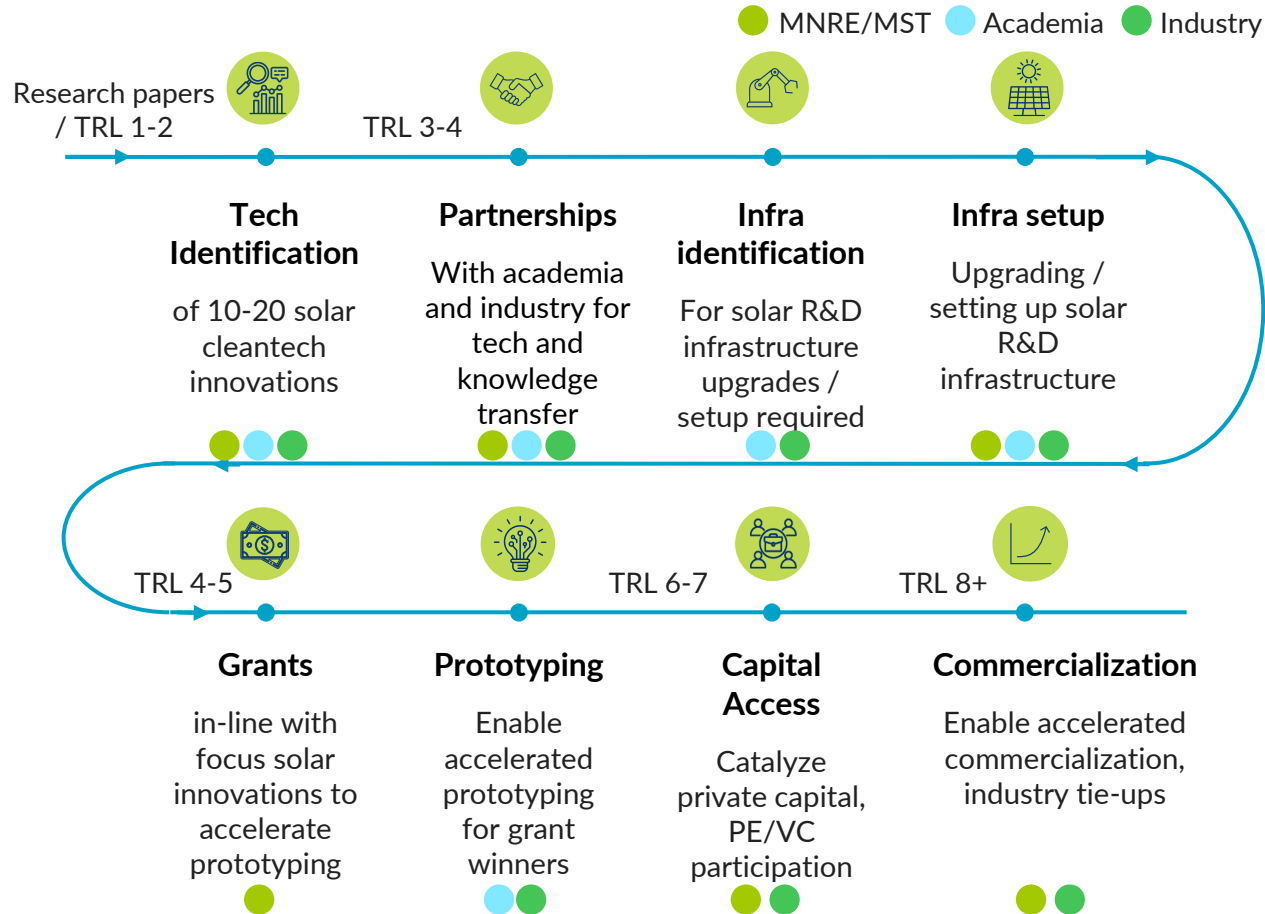 MNRE/MST Academia Industry
Research papers
/ TRL 1-2
TRL 3-4
Tech
Identification
of 10-20 solar
cleantech
innovations
Partnerships
With academia
and industry for
tech and
knowledge
transfer
Infra
identification
For solar R&D
infrastructure
upgrades /
setup required
Infra setup
Upgrading /
setting up solar
R&D
infrastructure
$
TRL 4-5
TRL 6-7
TRL 8+
Grants
in-line with
focus solar
innovations to
accelerate
prototyping
Prototyping
Enable
accelerated
prototyping
for grant
winners
Capital
Access
Catalyze
private capital,
PE/VC
participation
Commercialization
Enable accelerated
commercialization,
industry tie-ups